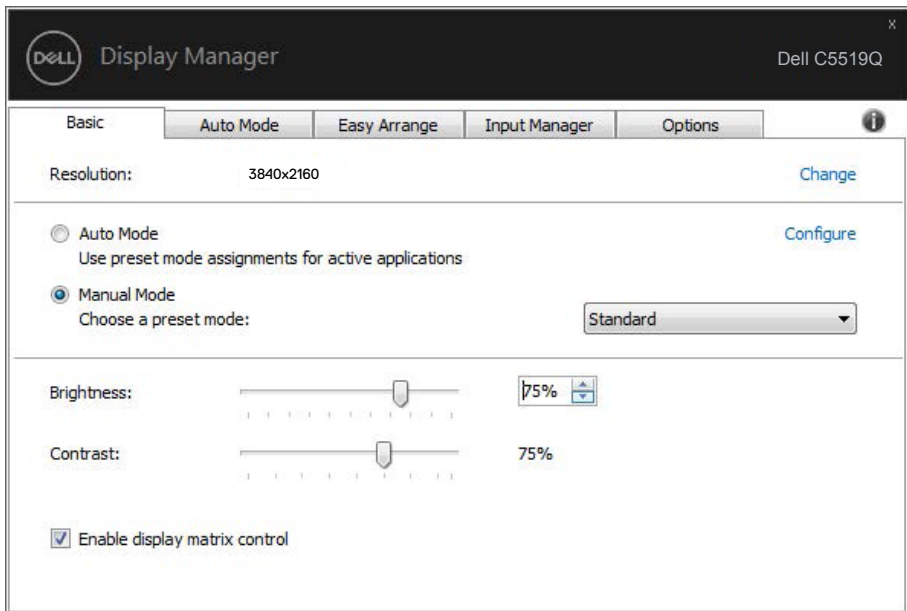 x
DELL Display Manager
Dell C5519Q
Basic Auto Mode Easy Arrange Input Manager Options i
Resolution: 3840x2160 Change
Auto Mode Configure
Use preset mode assignments for active applications
Manual Mode
Choose a preset mode: Standard
Brightness: 75%
Contrast: 75%
Enable display matrix control